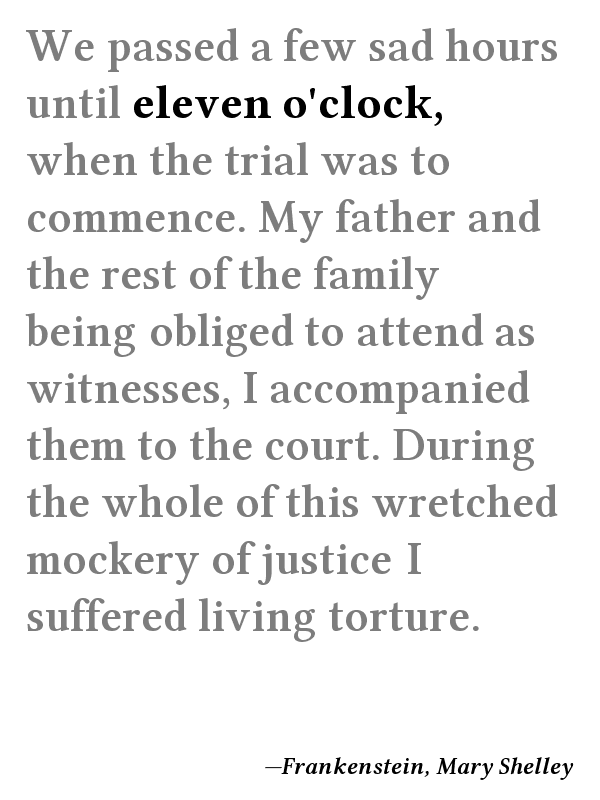 We passed a few sad hours
until eleven o'clock,
when the trial was to
commence. My father and
the rest of the family
being obliged to attend as
witnesses, I accompanied
them to the court. During
the whole of this wretched
mockery of justice I
suffered living torture.
—Frankenstein, Mary Shelley